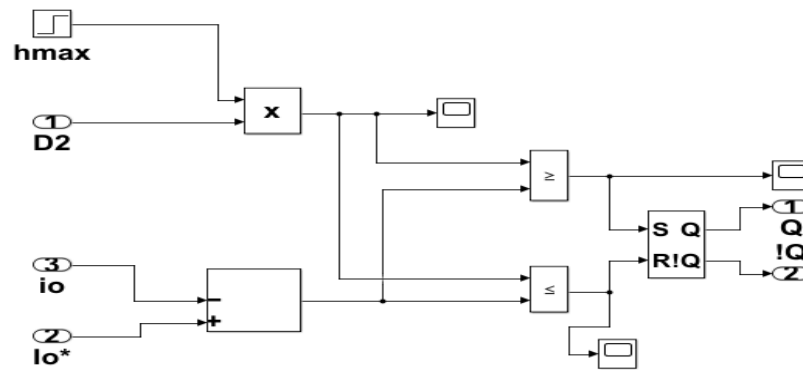 hmax
x
1
D2
≥
1
S Q
Q
R!Q
!Q
2
3
io
−
+
≤
2
Io*